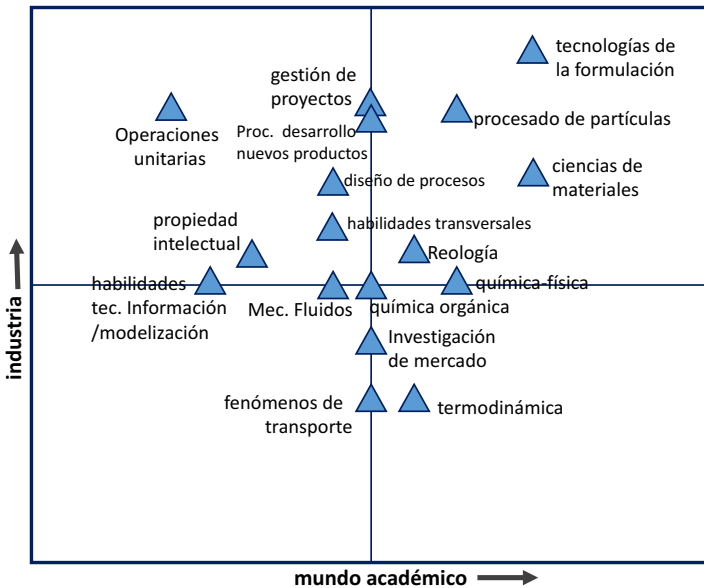 tecnologías de
la formulación
gestión de
proyectos
procesado de partículas
Operaciones
unitarias
Proc. desarrollo
nuevos productos
ciencias de
materiales
diseño de procesos
propiedad
intelectual
habilidades transversales
Reología
habilidades
tec. Información
/modelización
química-física
Mec. Fluidos
química orgánica
Investigación
de mercado
fenómenos de
transporte
termodinámica
industria
mundo académico